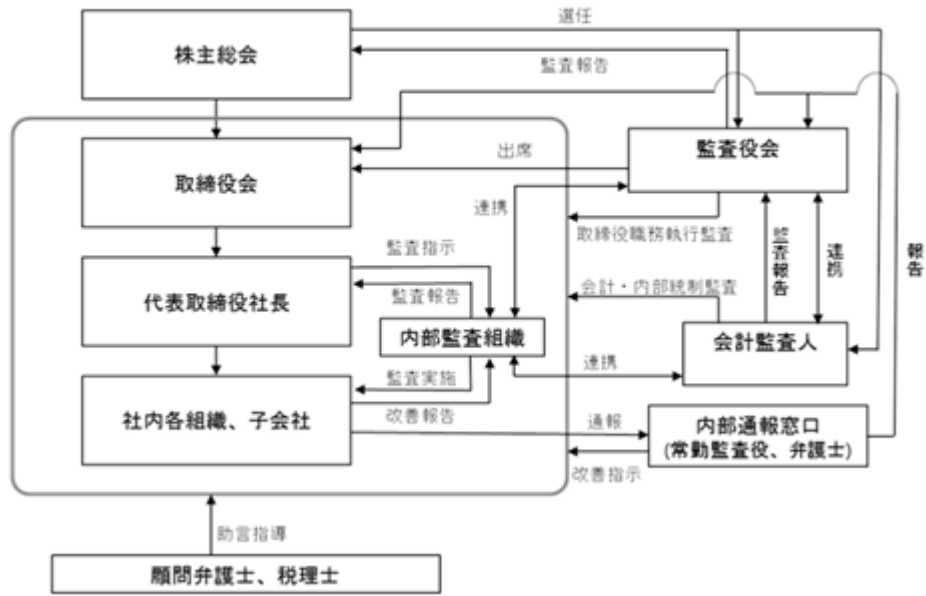 選任
株主総会
監査報告
監査役会
出席
取締役会
連携
取締役職務執行監査
監査報告
連携
報告
監査指示
代表取締役社長
監査報告
会計・内部統制監査
内部監査組織
会計監査人
連携
監査実施
社内各組織、子会社
改善報告
通報
内部通報窓口
(常勤監査役、弁護士)
改善指示
助言指導
顧問弁護士、税理士